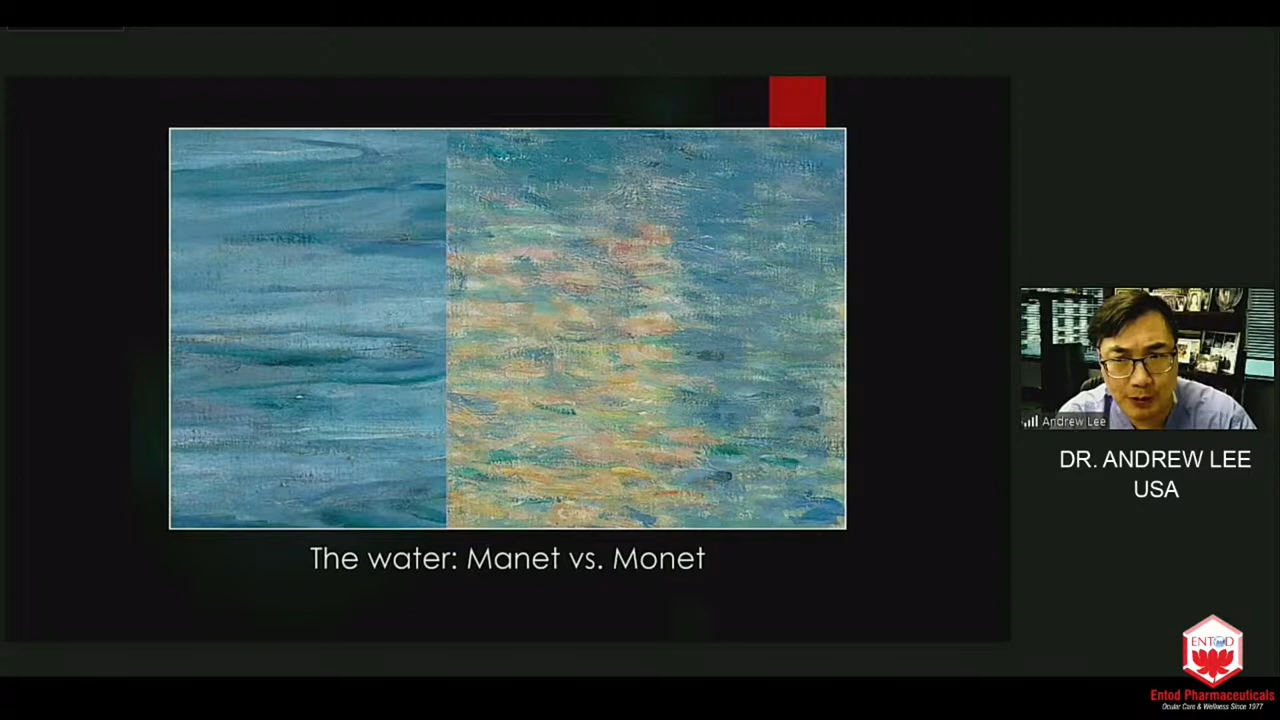 The water: Manet vs. Monet
Andrew Lee
DR. ANDREW LEE
USA
ENTOD
Entod Pharmaceuticals
Ocular Care & Wellness Since 1977